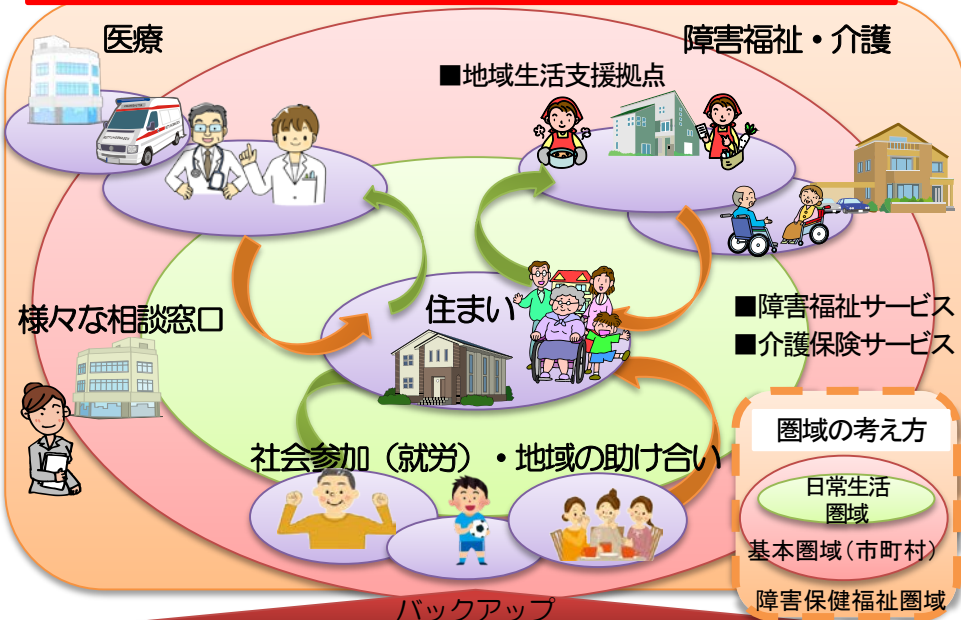 医療
障害福祉・介護
■地域生活支援拠点
住まい
様々な相談窓口
■障害福祉サービス
■介護保険サービス
社会参加（就労）・地域の助け合い
圏域の考え方
日常生活
圏域
基本圏域（市町村）
障害保健福祉圏域
バックアップ